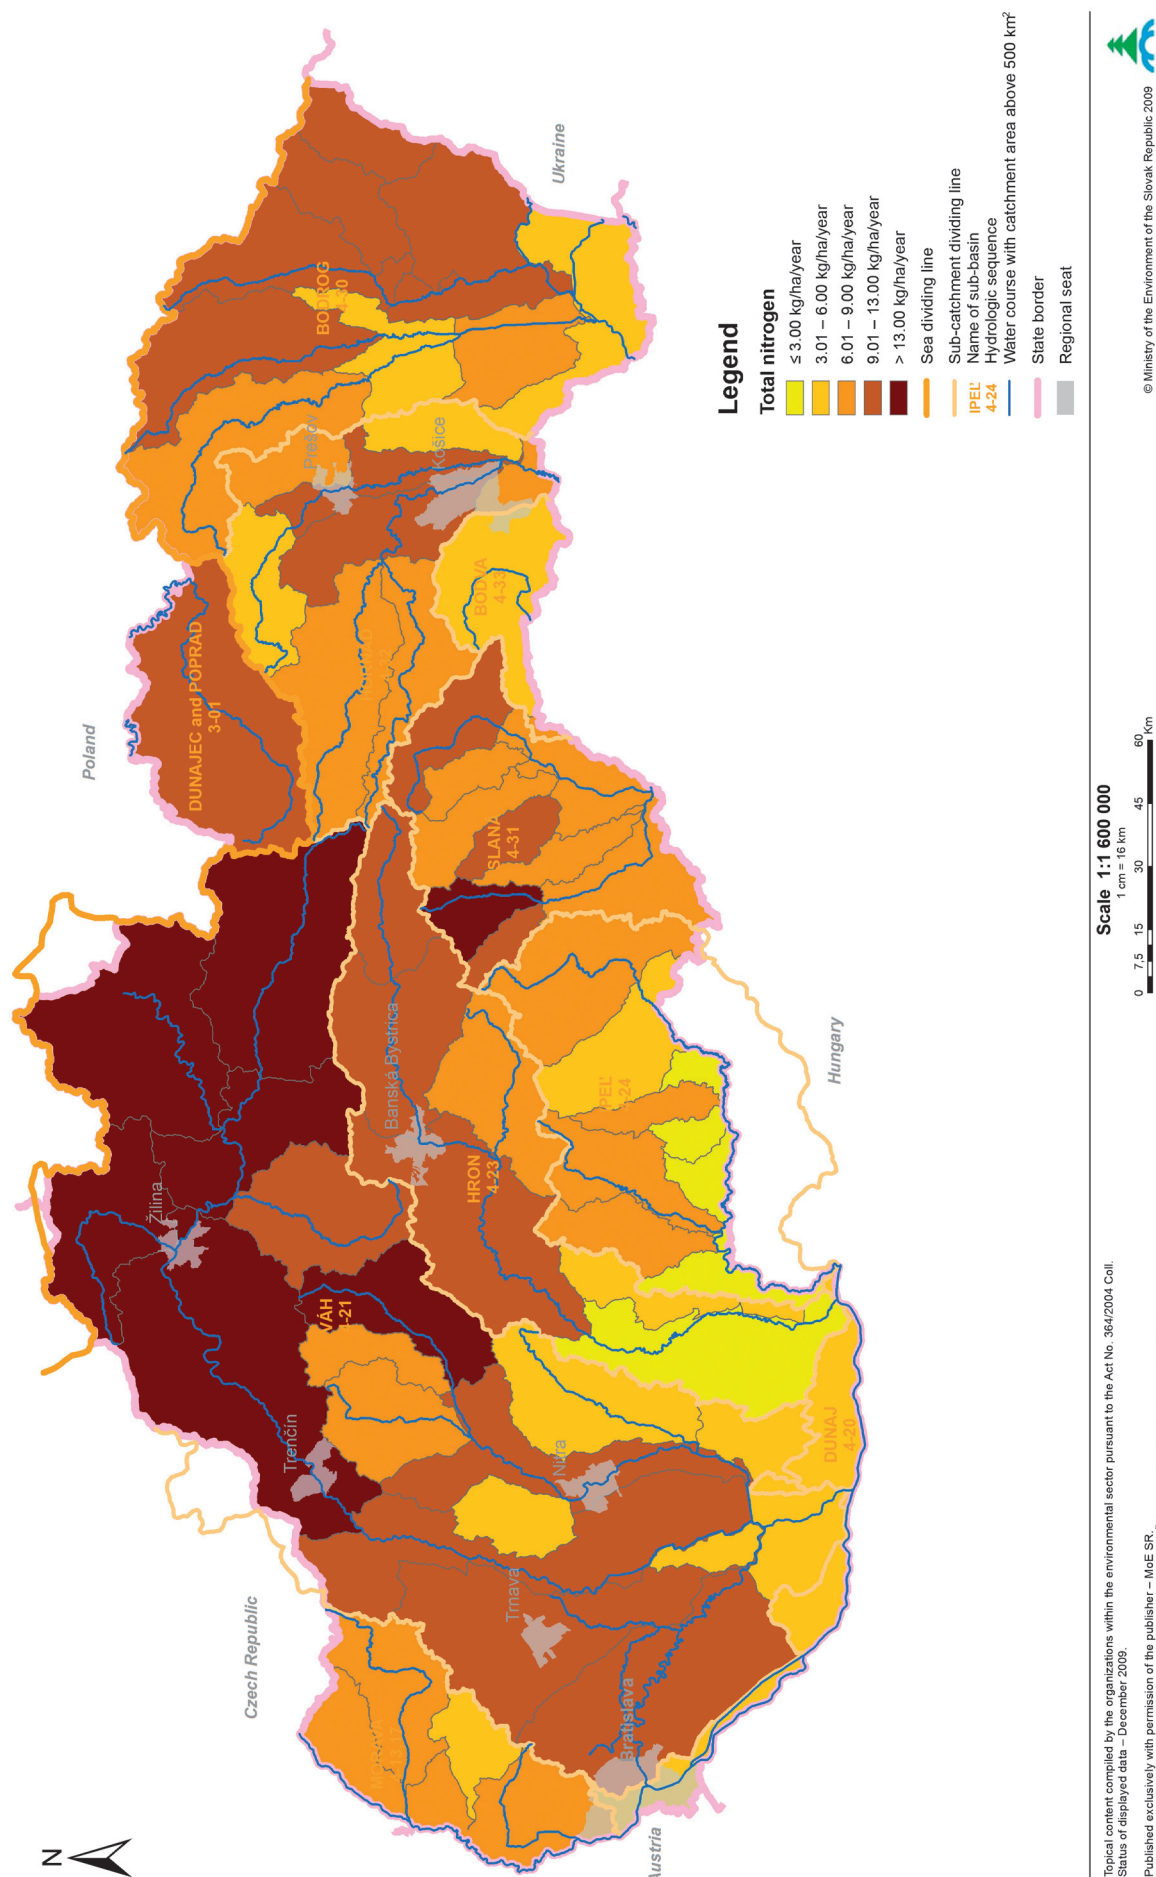 N
Czech Republic
Poland
Ukraine
Austria
Hungary
DUNAJEC and POPRAD
3-01
BODROG
4-30
Prešov
Košice
BODVA
4-33
SLANÁ
4-31
Žilina
Banská Bystrica
HRON
4-23
VÁH
4-21
Trenčín
Nitra
Trnava
Bratislava
DUNAJ
4-20
Legend
Total nitrogen
≤ 3.00 kg/ha/year
3.01 – 6.00 kg/ha/year
6.01 – 9.00 kg/ha/year
9.01 – 13.00 kg/ha/year
> 13.00 kg/ha/year
Sea dividing line
Sub-catchment dividing line
IPEĽ Name of sub-basin
4-24 Hydrologic sequence
Water course with catchment area above 500 km²
State border
Regional seat
Scale 1:1 600 000
1 cm = 16 km
0 7,5 15 30 45 60 Km
Topical content compiled by the organizations within the environmental sector pursuant to the Act No. 364/2004 Coll.
Status of displayed data – December 2009.
Published exclusively with permission of the publisher – MoE SR.
© Ministry of the Environment of the Slovak Republic 2009